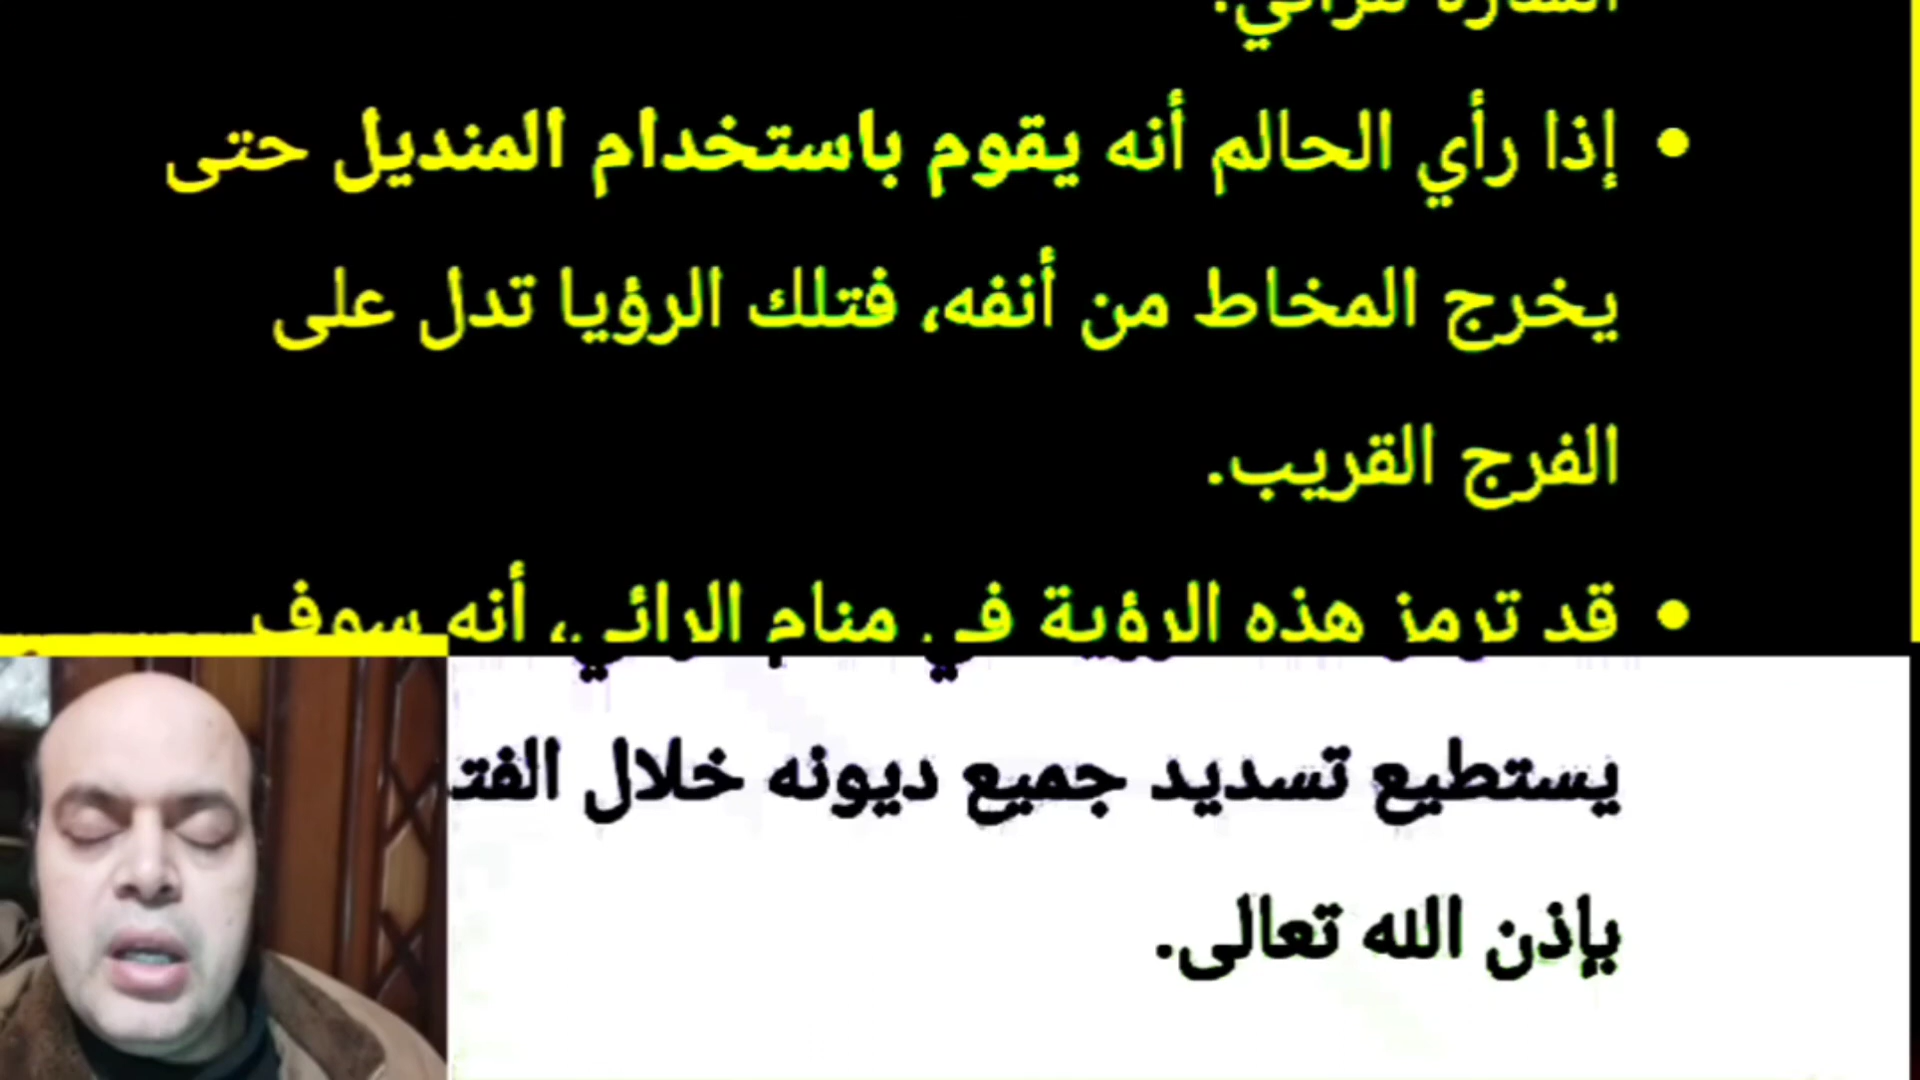 إذا رأي الحالم أنه يقوم باستخدام المنديل حتى
يخرج المخاط من أنفه، فتلك الرؤيا تدل على
الفرج القريب.
قد ترمز هذه الرؤية في منام الرائي، أنه سوف
يستطيع تسديد جميع ديونه خلال
بإذن الله تعالى.